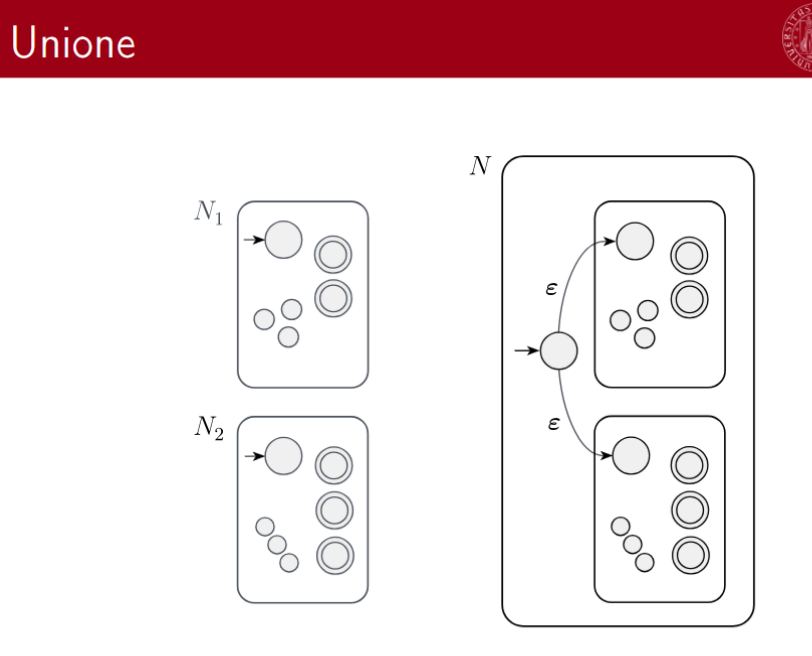 Unione
N
N₁
ε
ε
N₂